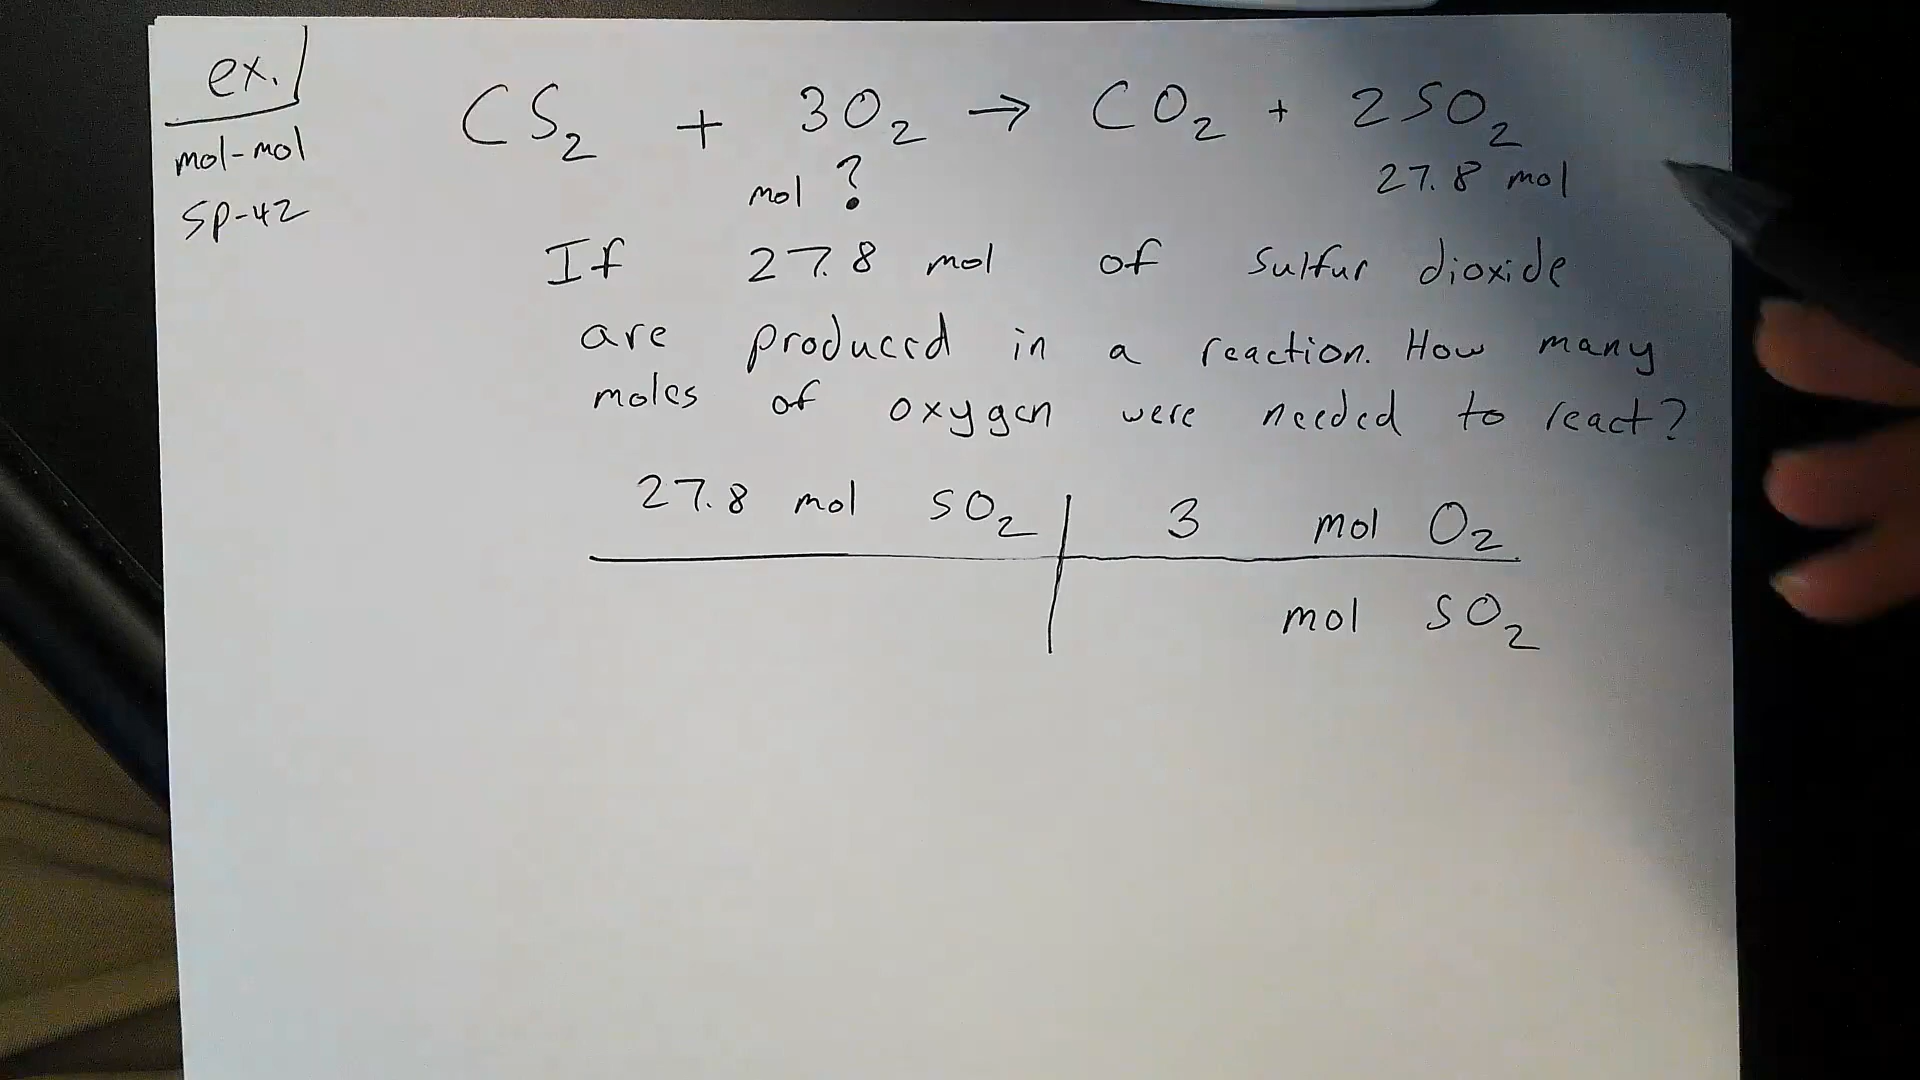 ex.
mol-mol
SP-42
CS₂ + 3O₂ → CO₂ + 2SO₂
mol ? 27.8 mol
If 27.8 mol of sulfur dioxide
are produced in a reaction. How many
moles of oxygen were needed to react?
27.8 mol SO₂ | 3 mol O₂
mol SO₂